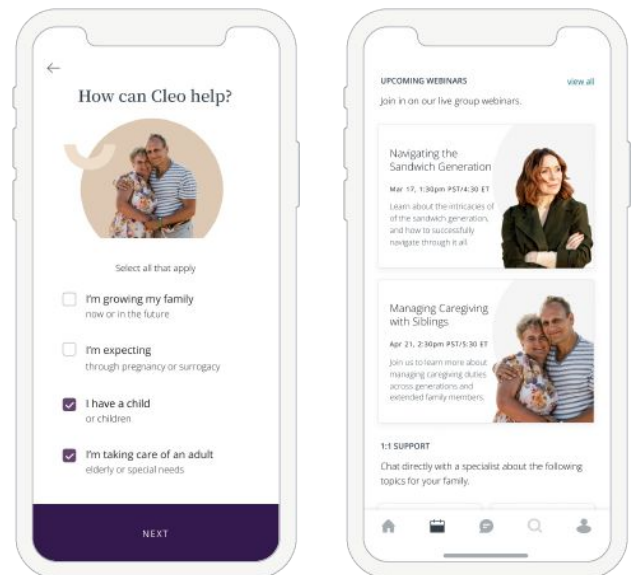 How can Cleo help?
Select all that apply
I'm growing my family
now or in the future
I'm expecting
through pregnancy or surrogacy
I have a child
or children
I'm taking care of an adult
elderly or special needs
NEXT
UPCOMING WEBINARS
view all
Join in on our live group webinars.
Navigating the
Sandwich Generation
Mar 17, 1:30pm PST/4:30 ET
Learn about the intricacies of
of the sandwich generation,
and how to successfully
navigate through it all.
Managing Caregiving
with Siblings
Apr 21, 2:30pm PST/5:30 ET
Join us to learn more about
managing caregiving duties
across generations and
extended family members.
1:1 SUPPORT
Chat directly with a specialist about the following
topics for your family.